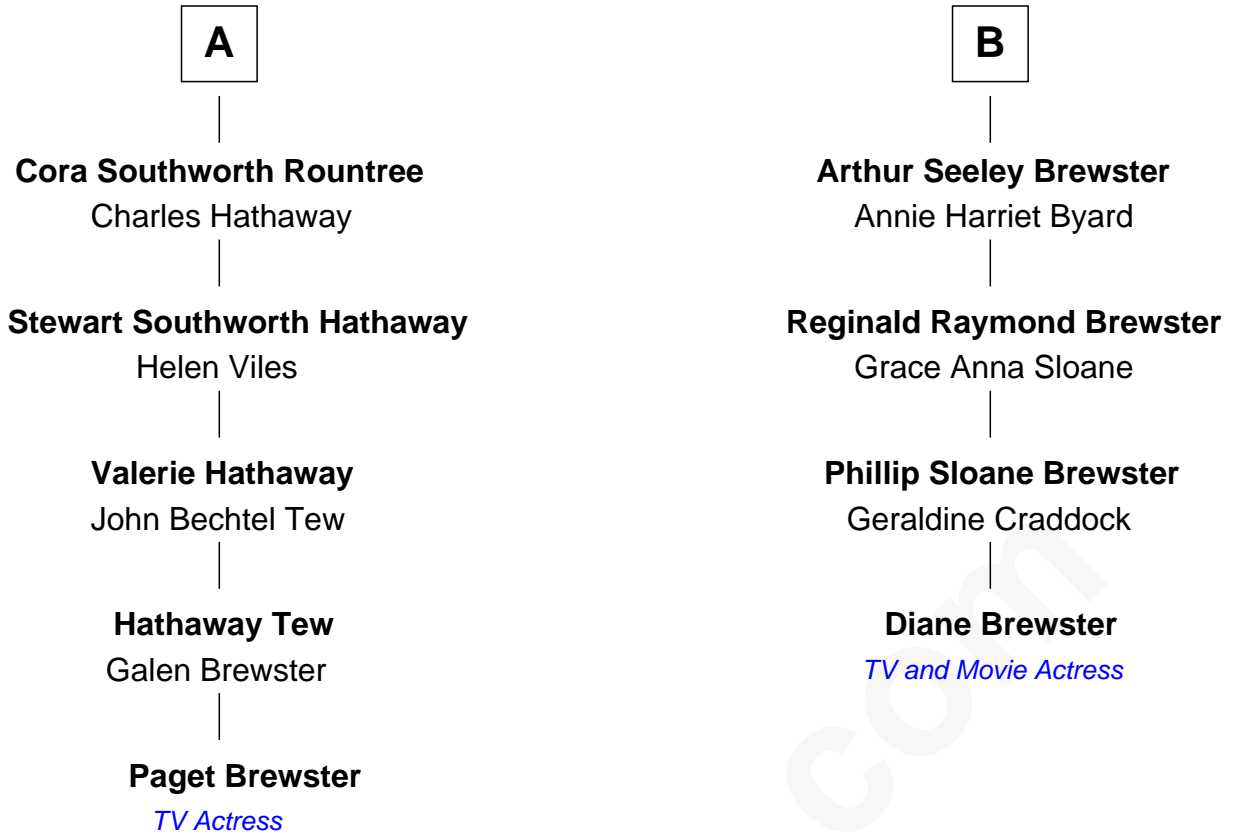 A
Cora Southworth Rountree
Charles Hathaway
Stewart Southworth Hathaway
Helen Viles
Valerie Hathaway
John Bechtel Tew
Hathaway Tew
Galen Brewster
Paget Brewster
TV Actress
B
Arthur Seeley Brewster
Annie Harriet Byard
Reginald Raymond Brewster
Grace Anna Sloane
Phillip Sloane Brewster
Geraldine Craddock
Diane Brewster
TV and Movie Actress
com